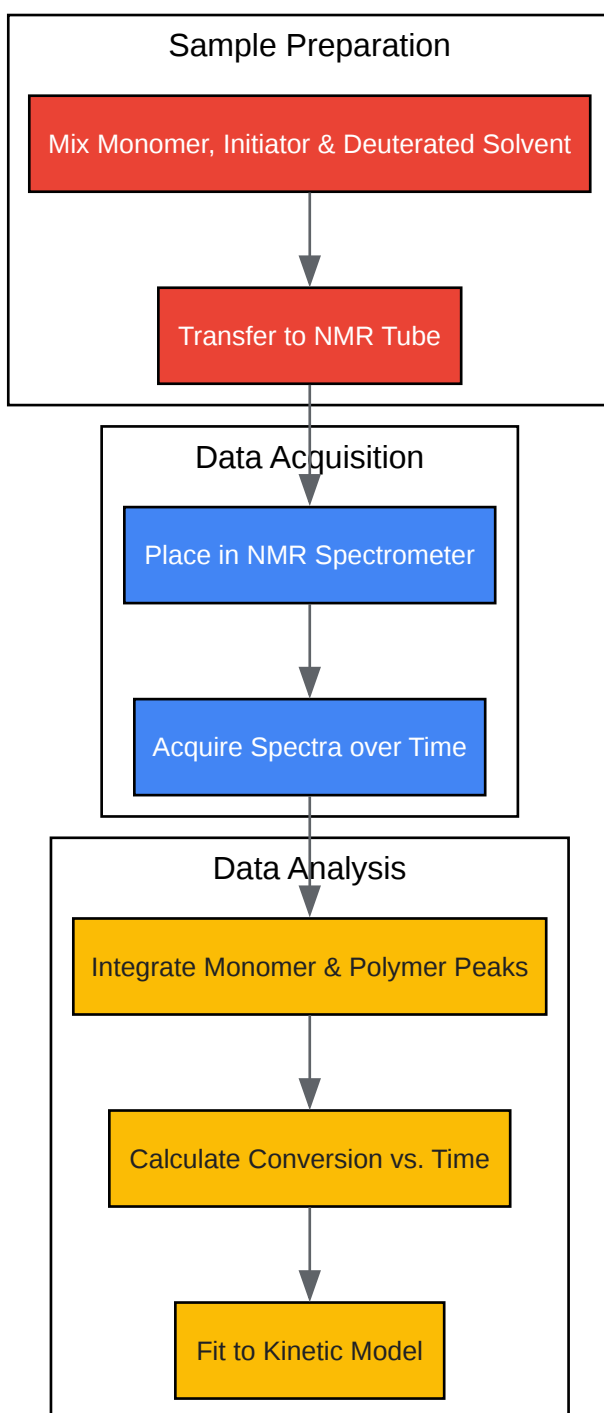 Sample Preparation
Mix Monomer, Initiator & Deuterated Solvent
Transfer to NMR Tube
Data Acquisition
Place in NMR Spectrometer
Acquire Spectra over Time
Data Analysis
Integrate Monomer & Polymer Peaks
Calculate Conversion vs. Time
Fit to Kinetic Model